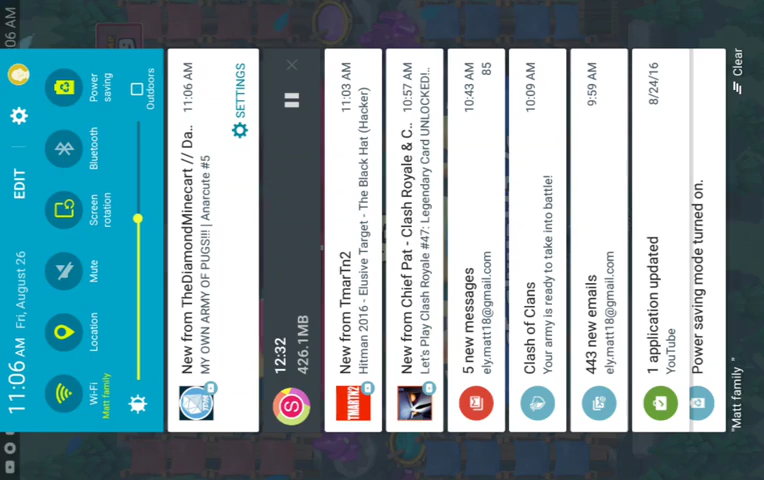 06 AM
11:06 AM Fri, August 26
EDIT
Wi-Fi
Matt family
Location
Mute
Screen
rotation
Bluetooth
Power
saving
Outdoors
New from TheDiamondMinecart // Da.. 11:06 AM
MY OWN ARMY OF PUGS!!! | Anarcute #5
SETTINGS
12:32
426.1MB
S
New from TmarTn2 11:03 AM
Hitman 2016 - Elusive Target - The Black Hat (Hacker)
TMARTN2
New from Chief Pat - Clash Royale & C.. 10:57 AM
Let's Play Clash Royale #47: Legendary Card UNLOCKED!..
5 new messages 10:43 AM
ely.matt18@gmail.com 85
Clash of Clans 10:09 AM
Your army is ready to take into battle!
443 new emails 9:59 AM
ely.matt18@gmail.com
1 application updated 8/24/16
YouTube
Power saving mode turned on.
"Matt family "
Clear